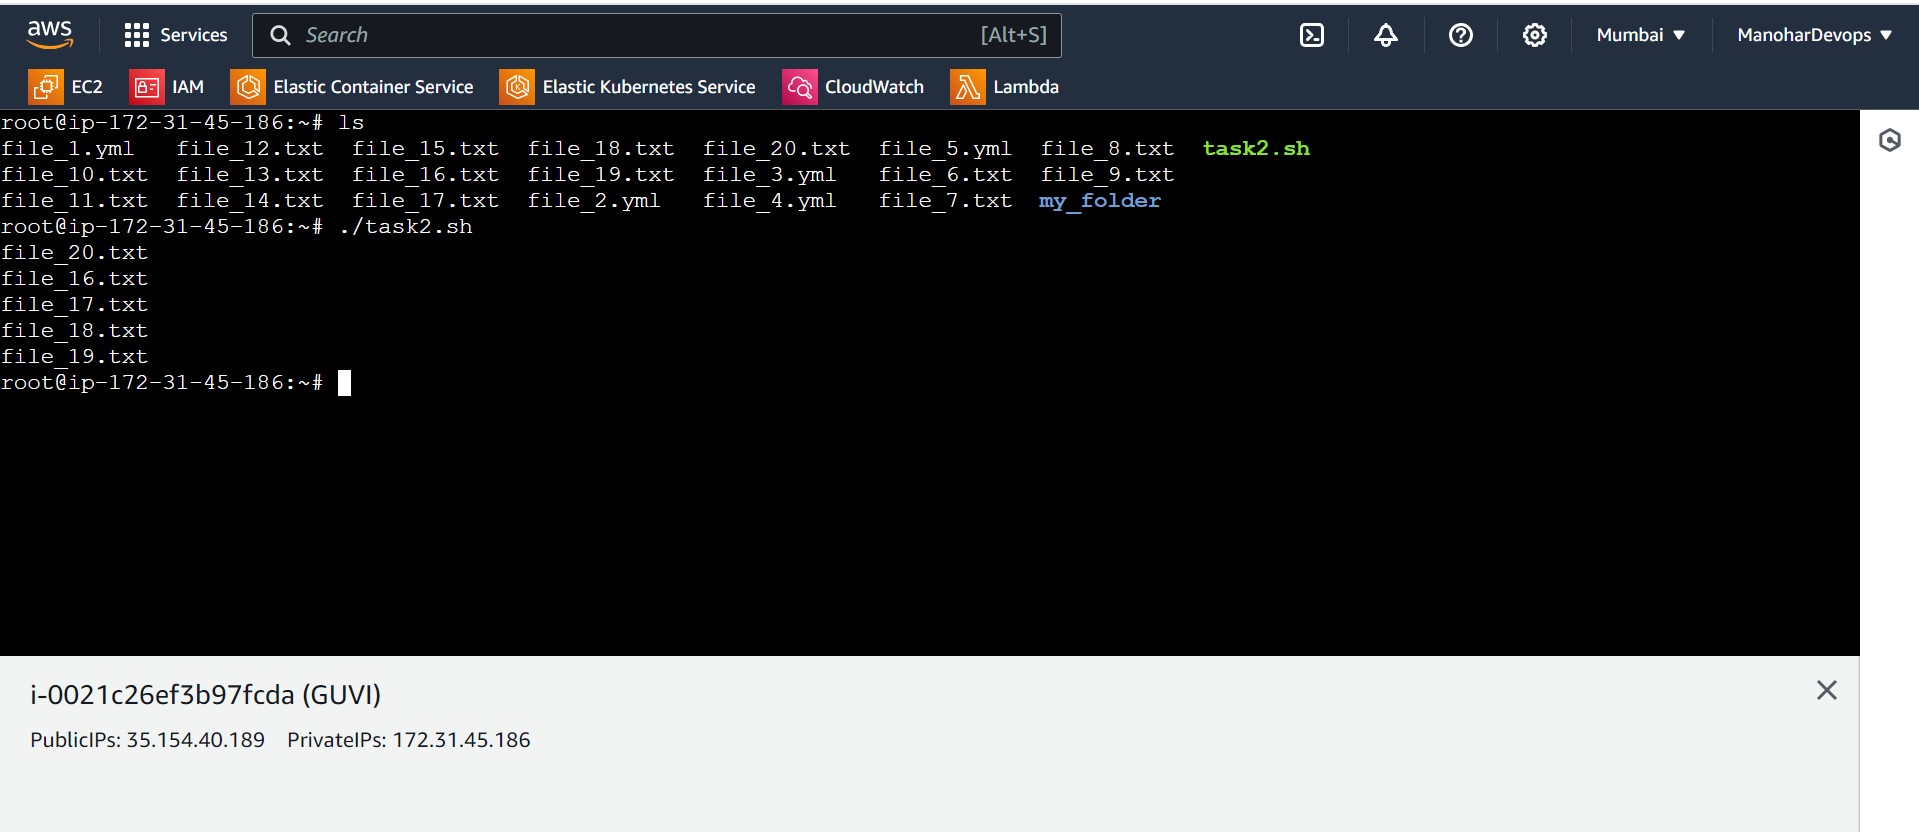 aws Services Search [Alt+S] Mumbai ManoharDevops
EC2 IAM Elastic Container Service Elastic Kubernetes Service CloudWatch Lambda
root@ip-172-31-45-186:~# ls
file_1.yml file_12.txt file_15.txt file_18.txt file_20.txt file_5.yml file_8.txt task2.sh
file_10.txt file_13.txt file_16.txt file_19.txt file_3.yml file_6.txt file_9.txt
file_11.txt file_14.txt file_17.txt file_2.yml file_4.yml file_7.txt my_folder
root@ip-172-31-45-186:~# ./task2.sh
file_20.txt
file_16.txt
file_17.txt
file_18.txt
file_19.txt
root@ip-172-31-45-186:~#
i-0021c26ef3b97fcda (GUVI)
PublicIPs: 35.154.40.189 PrivateIPs: 172.31.45.186